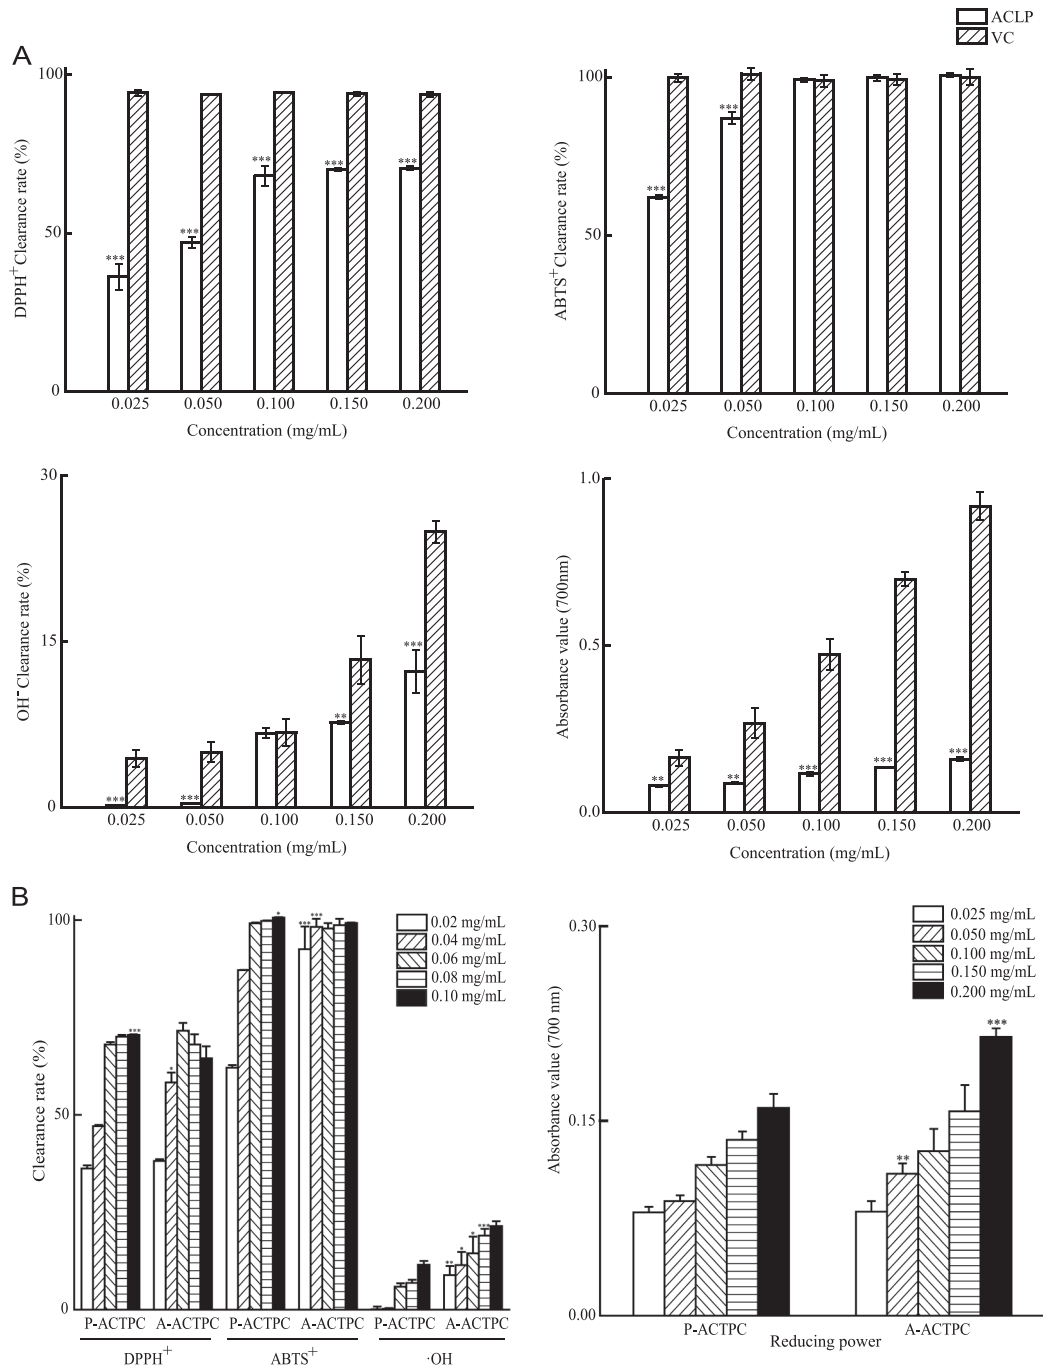 ACLP
VC
A
100
50
0
DPPH+ Clearance rate (%)
***
***
***
***
***
0.025 0.050 0.100 0.150 0.200
Concentration (mg/mL)
100
50
0
ABTS+ Clearance rate (%)
***
***
0.025 0.050 0.100 0.150 0.200
Concentration (mg/mL)
30
15
0
OH- Clearance rate (%)
***
***
**
***
0.025 0.050 0.100 0.150 0.200
Concentration (mg/mL)
1.0
0.5
0.0
Absorbance value (700nm)
**
**
***
***
***
0.025 0.050 0.100 0.150 0.200
Concentration (mg/mL)
B
100
50
0
Clearance rate (%)
0.02 mg/mL
0.04 mg/mL
0.06 mg/mL
0.08 mg/mL
0.10 mg/mL
***
*
*
***
***
**
*
*
***
P-ACTPC A-ACTPC P-ACTPC A-ACTPC P-ACTPC A-ACTPC
DPPH+ ABTS+ ·OH
0.30
0.15
0.00
Absorbance value (700 nm)
0.025 mg/mL
0.050 mg/mL
0.100 mg/mL
0.150 mg/mL
0.200 mg/mL
**
***
P-ACTPC A-ACTPC
Reducing power